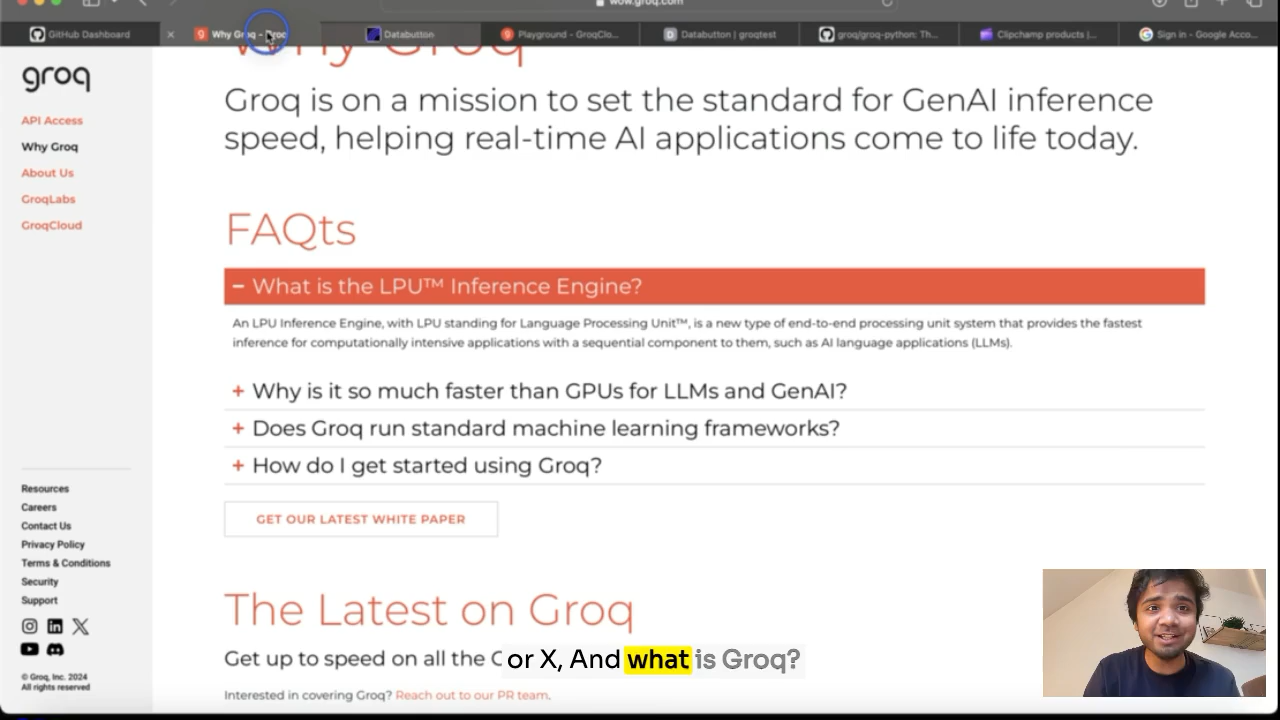 wow.groq.com
GitHub Dashboard
Why Groq - Groq
Databutton
Playground - GroqClo...
Databutton | groqtest
groq/groq-python: Th...
Clipchamp products |...
Sign in - Google Acco...
groq
API Access
Why Groq
About Us
GroqLabs
GroqCloud
Resources
Careers
Contact Us
Privacy Policy
Terms & Conditions
Security
Support
© Groq, Inc. 2024
All rights reserved
Why Groq
Groq is on a mission to set the standard for GenAI inference
speed, helping real-time AI applications come to life today.
FAQts
− What is the LPU™ Inference Engine?
An LPU Inference Engine, with LPU standing for Language Processing Unit™, is a new type of end-to-end processing unit system that provides the fastest
inference for computationally intensive applications with a sequential component to them, such as AI language applications (LLMs).
+ Why is it so much faster than GPUs for LLMs and GenAI?
+ Does Groq run standard machine learning frameworks?
+ How do I get started using Groq?
GET OUR LATEST WHITE PAPER
The Latest on Groq
Get up to speed on all the
or X, And what is Groq?
Interested in covering Groq? Reach out to our PR team.